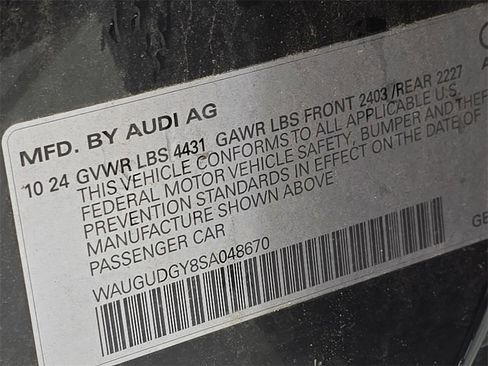 MFD. BY AUDI AG
10 24 GVWR LBS 4431 GAWR LBS FRONT 2403 /REAR 2227
THIS VEHICLE CONFORMS TO ALL APPLICABLE U.S.
FEDERAL MOTOR VEHICLE SAFETY, BUMPER AND THEF
PREVENTION STANDARDS IN EFFECT ON THE DATE OF
MANUFACTURE SHOWN ABOVE
PASSENGER CAR
WAUGUDGY8SA048670
GE